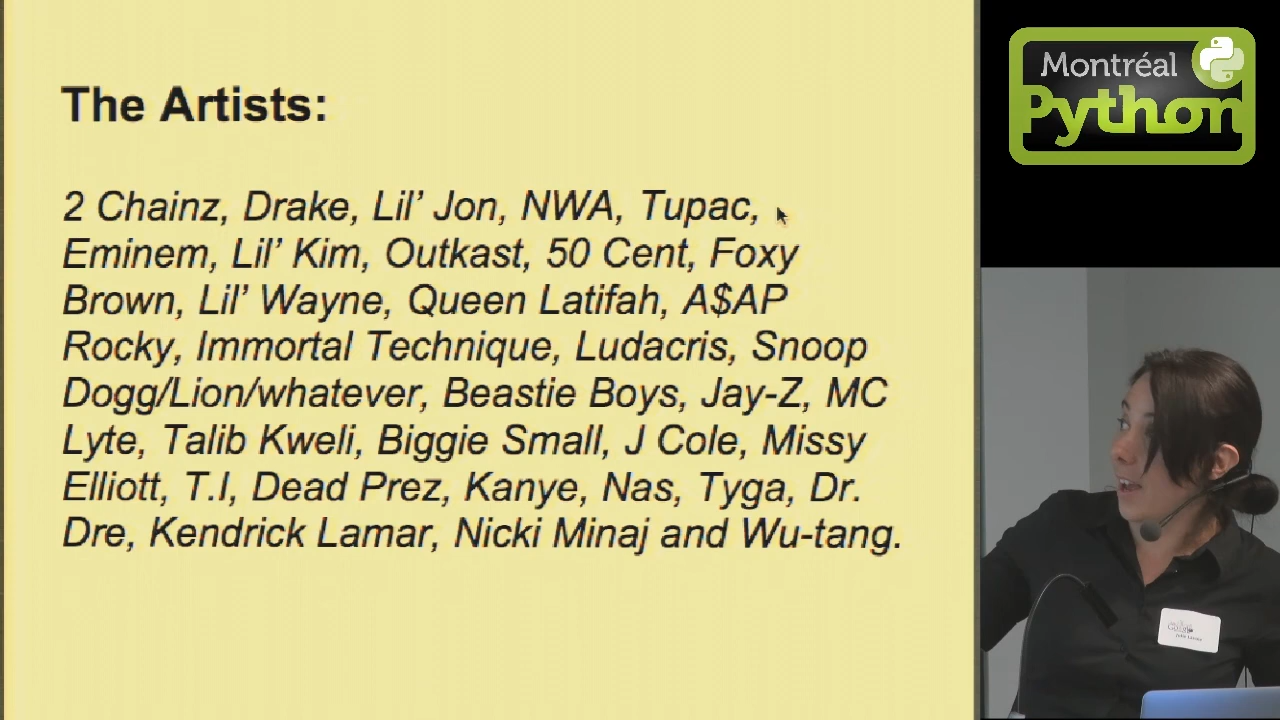 The Artists:
2 Chainz, Drake, Lil’ Jon, NWA, Tupac,
Eminem, Lil’ Kim, Outkast, 50 Cent, Foxy
Brown, Lil’ Wayne, Queen Latifah, A$AP
Rocky, Immortal Technique, Ludacris, Snoop
Dogg/Lion/whatever, Beastie Boys, Jay-Z, MC
Lyte, Talib Kweli, Biggie Small, J Cole, Missy
Elliott, T.I, Dead Prez, Kanye, Nas, Tyga, Dr.
Dre, Kendrick Lamar, Nicki Minaj and Wu-tang.
Montréal
Python